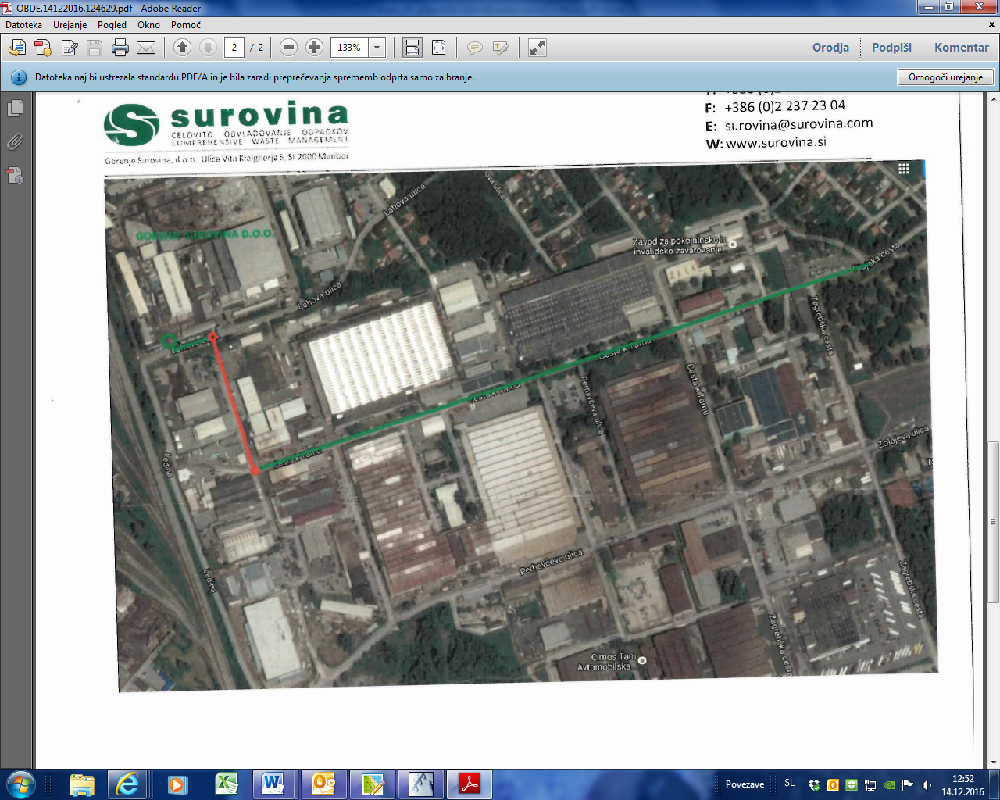 OBDE.14122016.124629.pdf - Adobe Reader
Datoteka Urejanje Pogled Okno Pomoč
2 / 2 133% Orodja Podpiši Komentar
Datoteka naj bi ustrezala standardu PDF/A in je bila zaradi preprečevanja sprememb odprta samo za branje. Omogoči urejanje
surovina
CELOVITO OBVLADOVANJE ODPADKOV
COMPREHENSIVE WASTE MANAGEMENT
Gorenje Surovina, d.o.o., Ulica Vita Kraigherja 5, SI-2000 Maribor
F: +386 (0)2 237 23 04
E: surovina@surovina.com
W: www.surovina.si
Lahova ulica
GORENJE SUROVINA D.O.O.
Zavod za pokojninsko in
invalidsko zavarovanje
Ptujska cesta
Lahova ulica
Zagrebška cesta
Cesta k Tamu
Cesta k Tamu
Perhavčeva ulica
Cesta k Tamu
Zolajeva ulica
Cesta k Tamu
Ledina
Perhavčeva ulica
Ledina
Zagrebška cesta
Zagrebška cesta
Cimos Tam
Avtomobilska
Povezave SL 12:52
14.12.2016